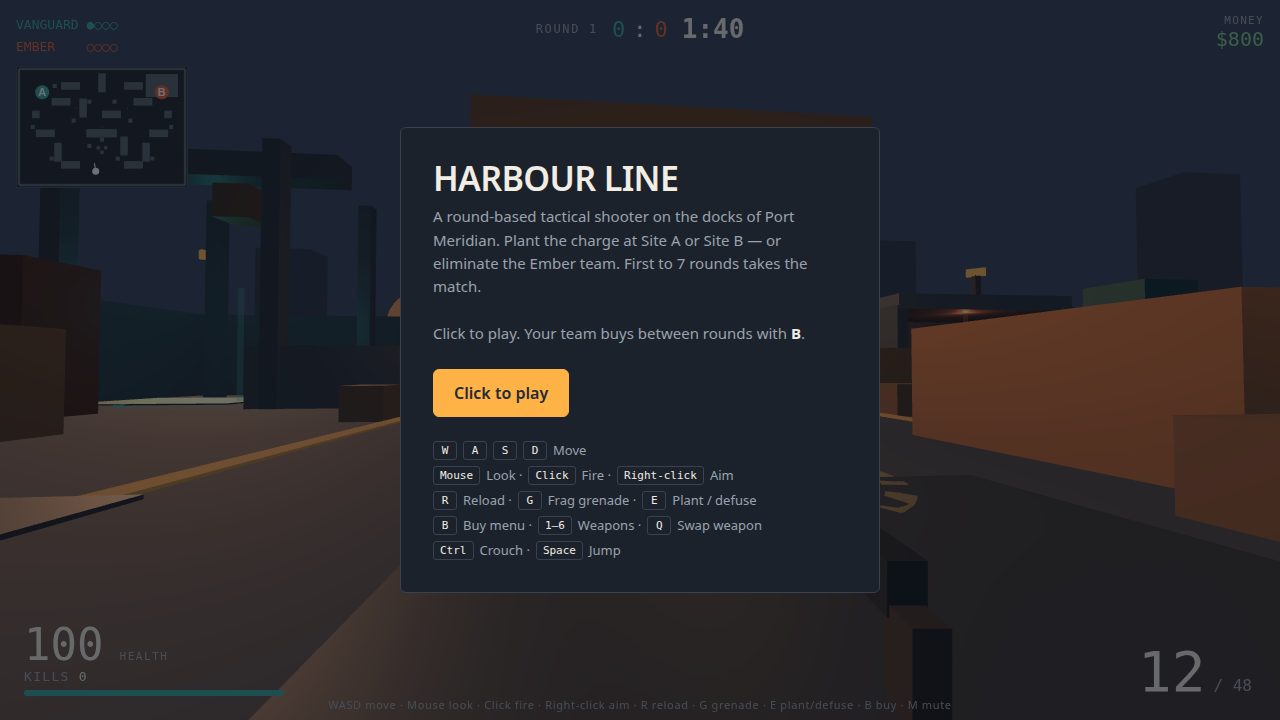 VANGUARD
EMBER
ROUND 1 0 : 0 1:40
MONEY
$800
A
B
HARBOUR LINE
A round-based tactical shooter on the docks of Port
Meridian. Plant the charge at Site A or Site B — or
eliminate the Ember team. First to 7 rounds takes the
match.
Click to play. Your team buys between rounds with B.
Click to play
W A S D Move
Mouse Look · Click Fire · Right-click Aim
R Reload · G Frag grenade · E Plant / defuse
B Buy menu · 1–6 Weapons · Q Swap weapon
Ctrl Crouch · Space Jump
100 HEALTH
KILLS 0
12 / 48
WASD move · Mouse look · Click fire · Right-click aim · R reload · G grenade · E plant/defuse · B buy · M mute